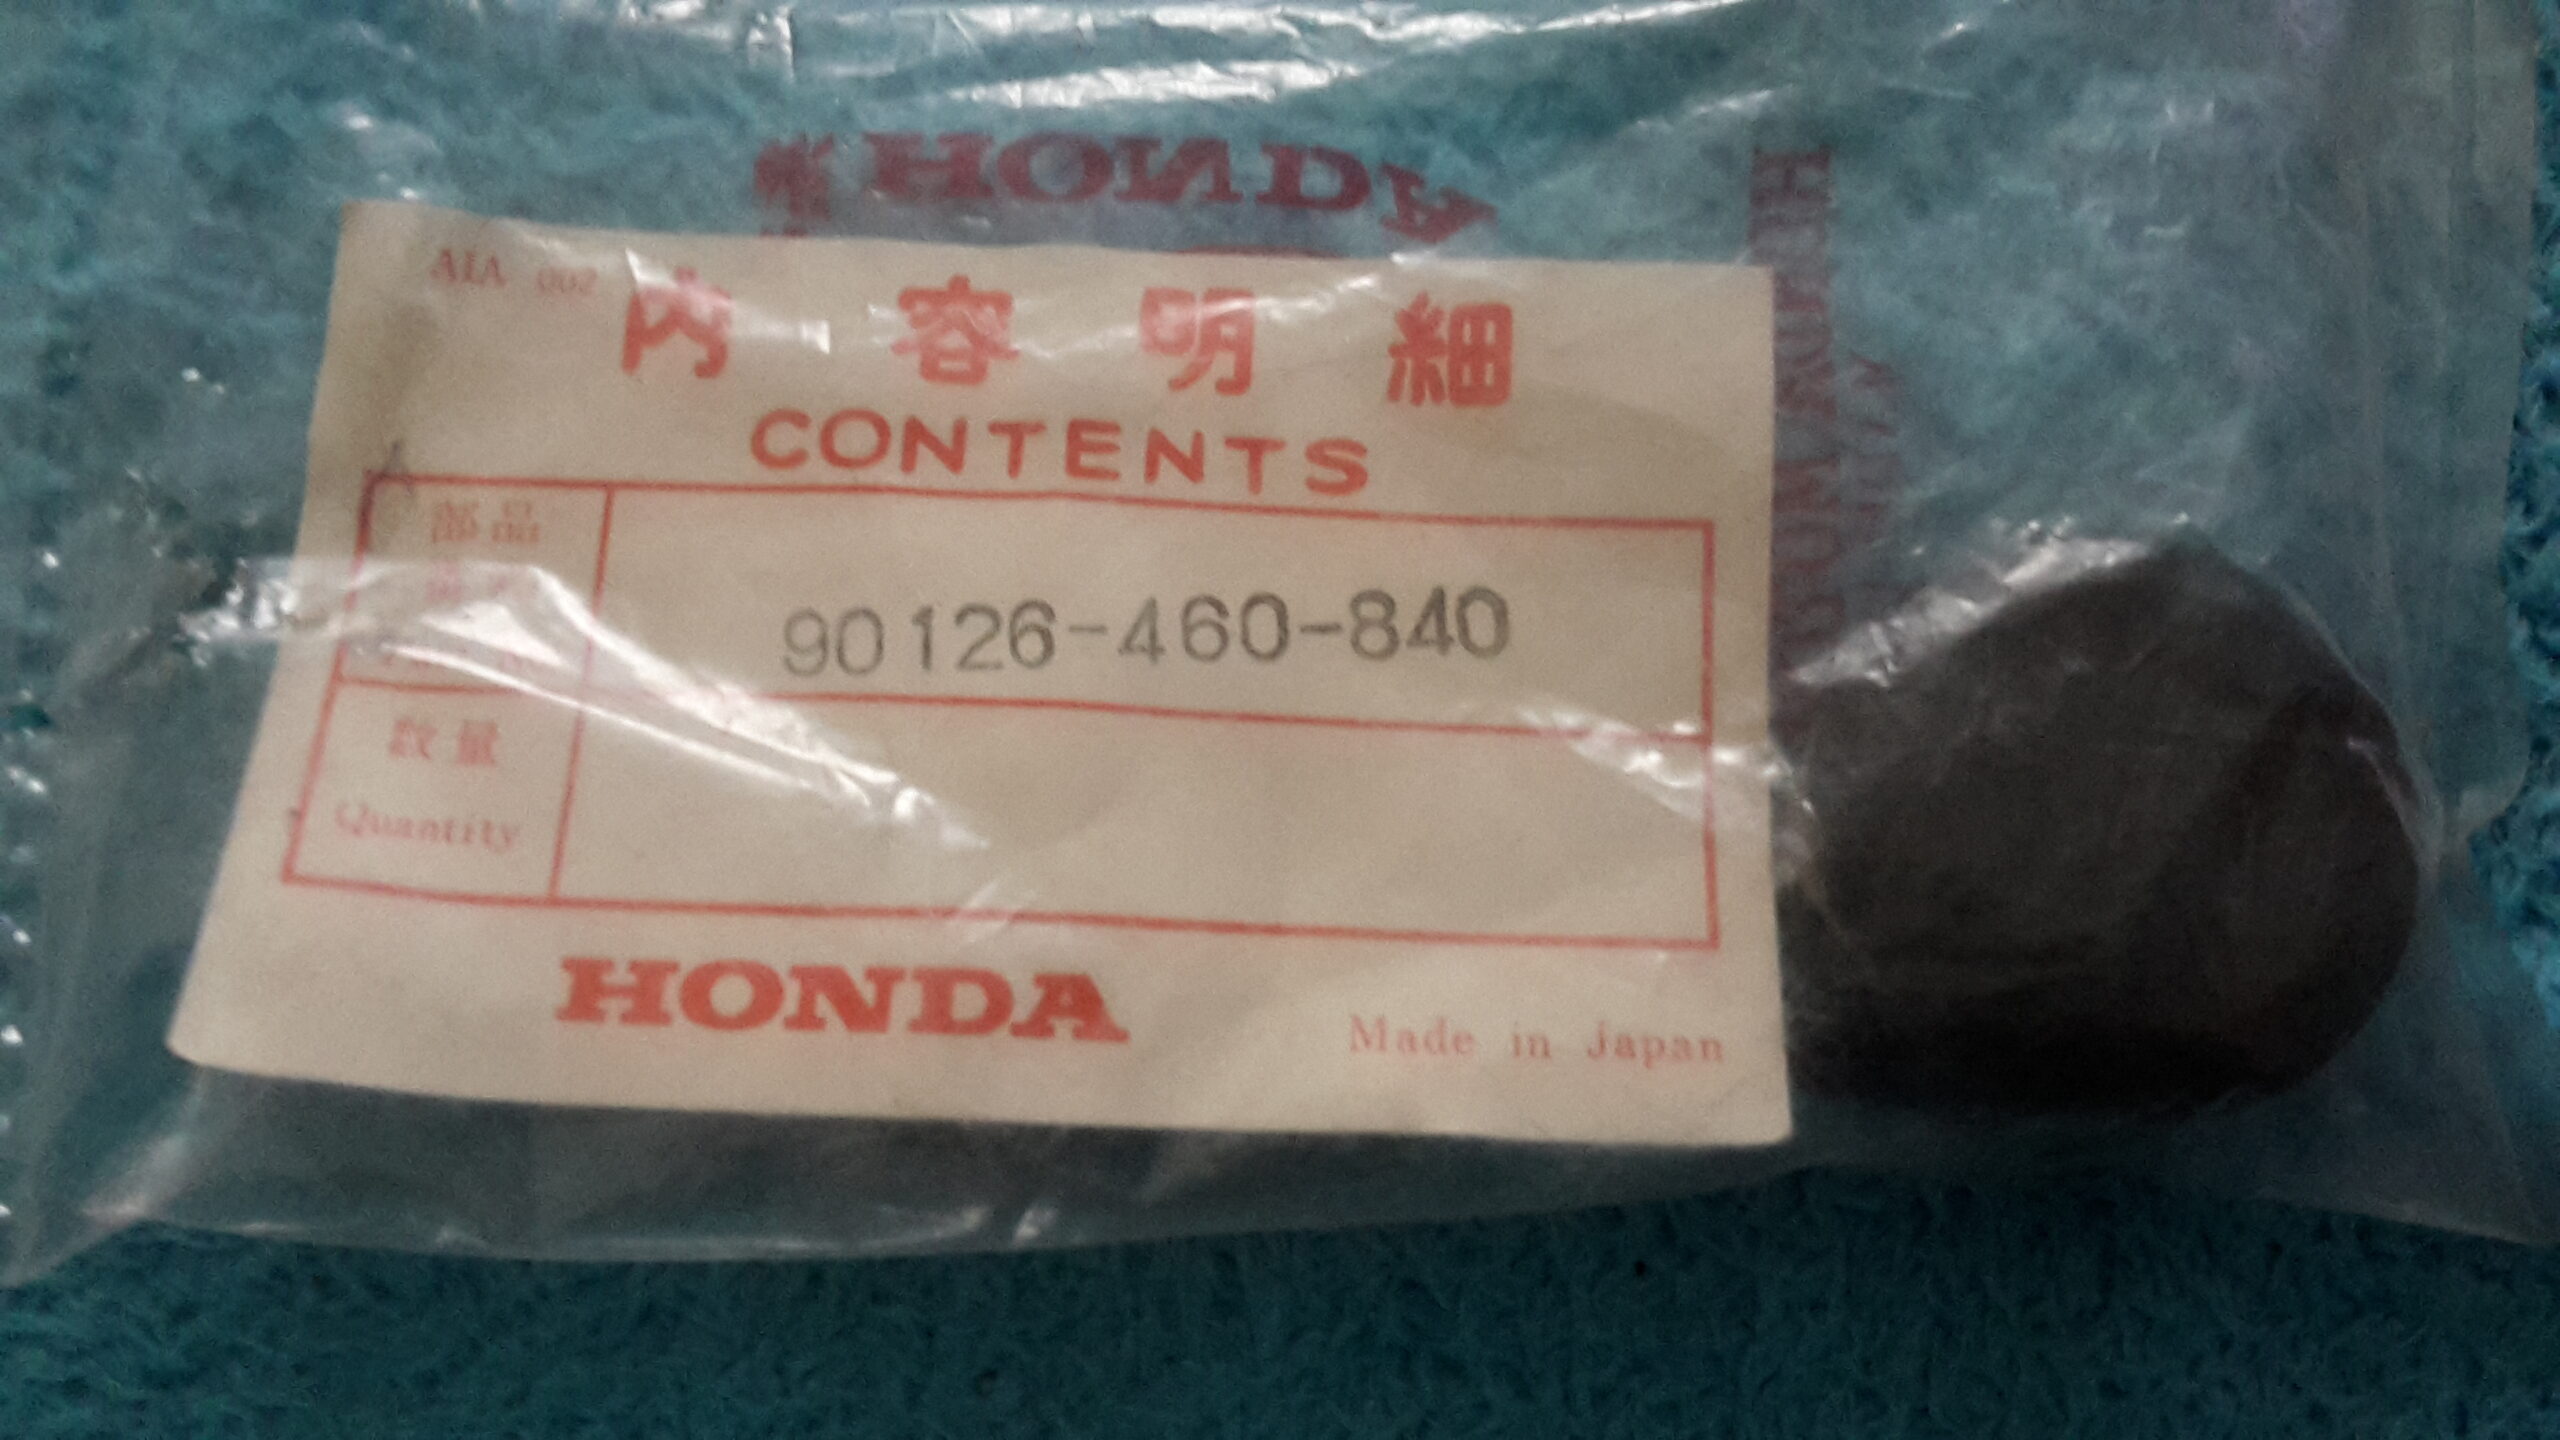 HONDA
AIA 002
内容明細
CONTENTS
部品
90126-460-840
数量
Quantity
HONDA
Made in Japan